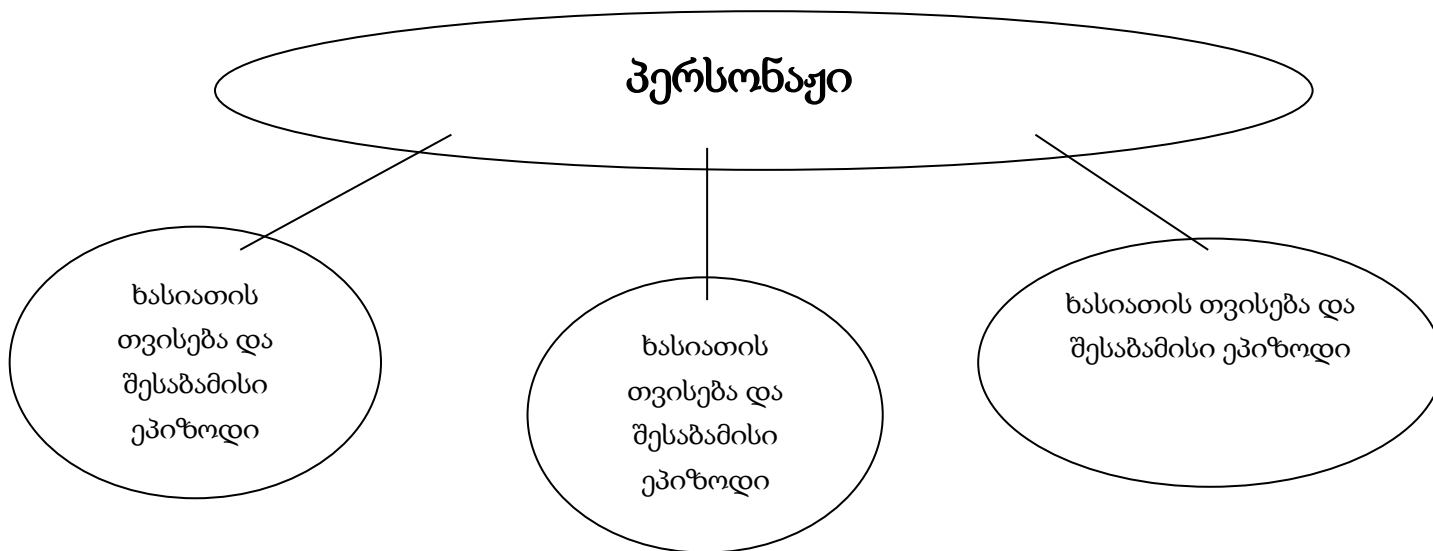 პერსონაჟი
ხასიათის
თვისება და
შესაბამისი
ეპიზოდი
ხასიათის
თვისება და
შესაბამისი
ეპიზოდი
ხასიათის თვისება და
შესაბამისი ეპიზოდი